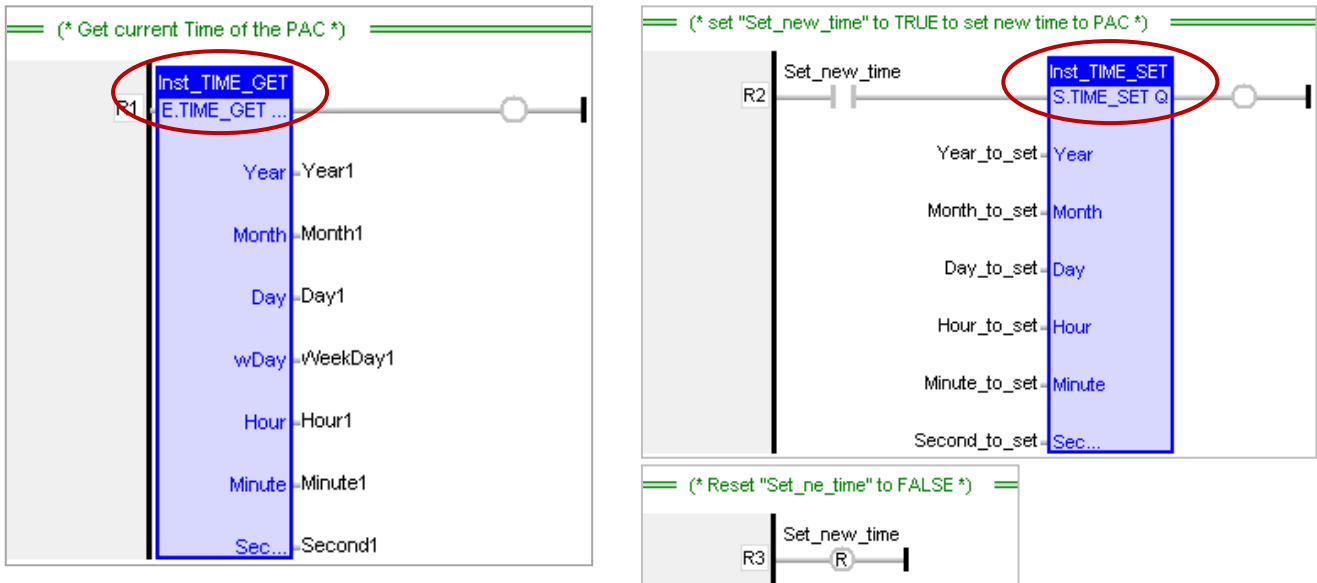 (* Get current Time of the PAC *)
Inst_TIME_GET
R1
E.TIME_GET ...
Year Year1
Month Month1
Day Day1
wDay WeekDay1
Hour Hour1
Minute Minute1
Sec... Second1
(* set "Set_new_time" to TRUE to set new time to PAC *)
Set_new_time
Inst_TIME_SET
R2
S.TIME_SET Q
Year_to_set Year
Month_to_set Month
Day_to_set Day
Hour_to_set Hour
Minute_to_set Minute
Second_to_set Sec...
(* Reset "Set_ne_time" to FALSE *)
Set_new_time
R3
R